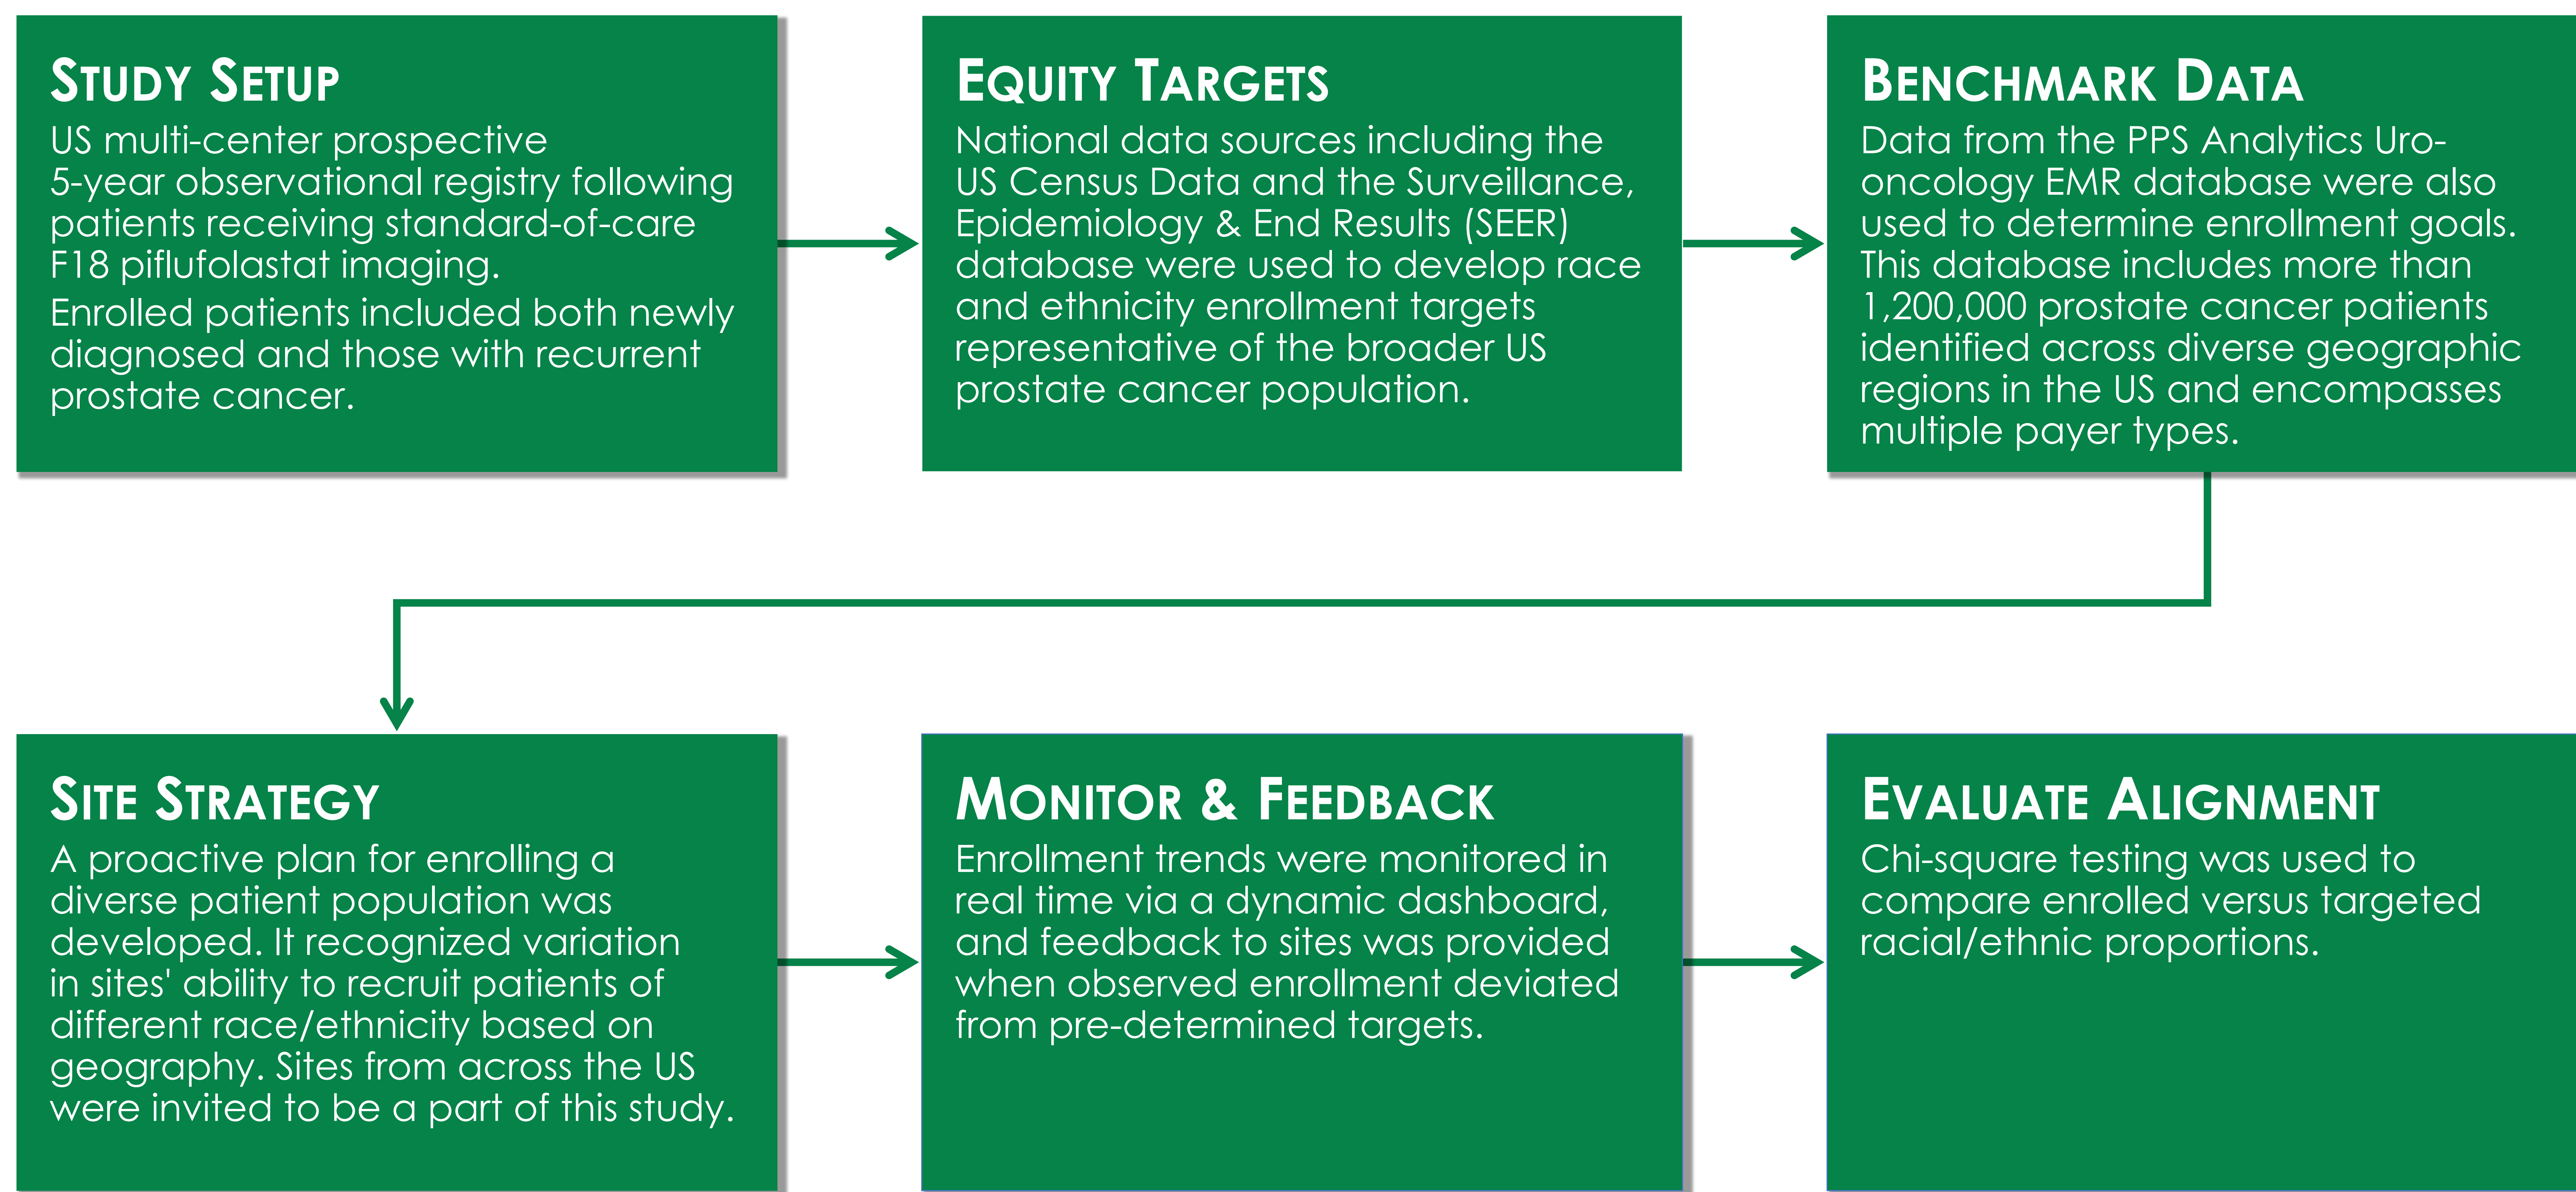 STUDY SETUP
US multi-center prospective
5-year observational registry following
patients receiving standard-of-care
F18 piflufolastat imaging.
Enrolled patients included both newly
diagnosed and those with recurrent
prostate cancer.
EQUITY TARGETS
National data sources including the
US Census Data and the Surveillance,
Epidemiology & End Results (SEER)
database were used to develop race
and ethnicity enrollment targets
representative of the broader US
prostate cancer population.
BENCHMARK DATA
Data from the PPS Analytics Uro-
oncology EMR database were also
used to determine enrollment goals.
This database includes more than
1,200,000 prostate cancer patients
identified across diverse geographic
regions in the US and encompasses
multiple payer types.
SITE STRATEGY
A proactive plan for enrolling a
diverse patient population was
developed. It recognized variation
in sites' ability to recruit patients of
different race/ethnicity based on
geography. Sites from across the US
were invited to be a part of this study.
MONITOR & FEEDBACK
Enrollment trends were monitored in
real time via a dynamic dashboard,
and feedback to sites was provided
when observed enrollment deviated
from pre-determined targets.
EVALUATE ALIGNMENT
Chi-square testing was used to
compare enrolled versus targeted
racial/ethnic proportions.